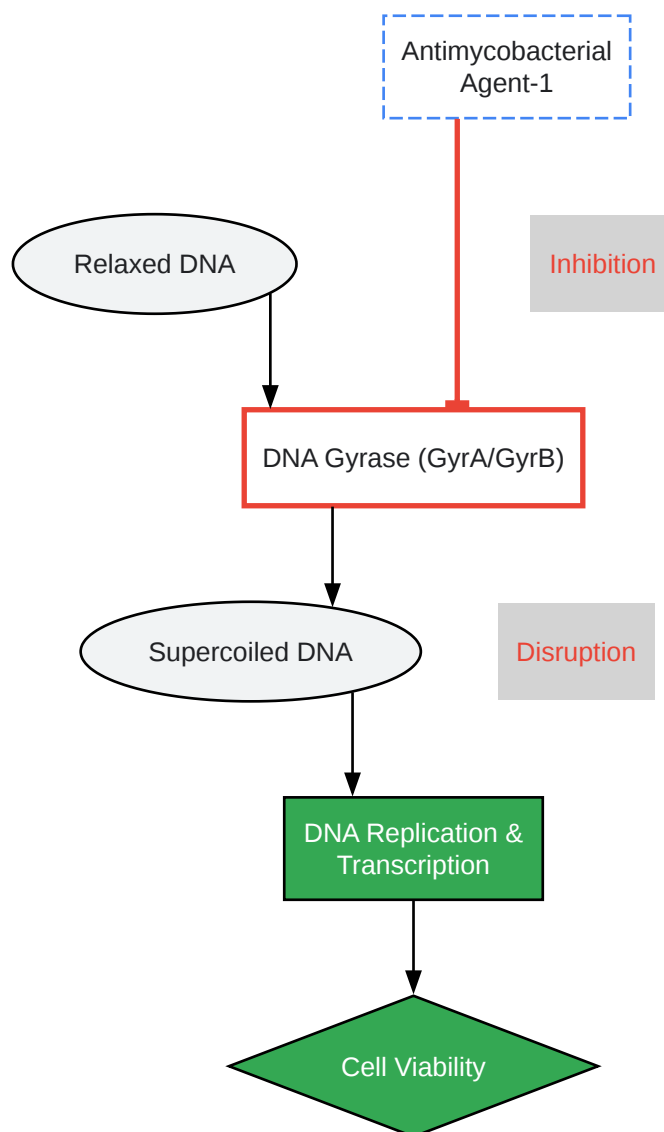 Antimycobacterial
Agent-1
Relaxed DNA
Inhibition
DNA Gyrase (GyrA/GyrB)
Supercoiled DNA
Disruption
DNA Replication &
Transcription
Cell Viability